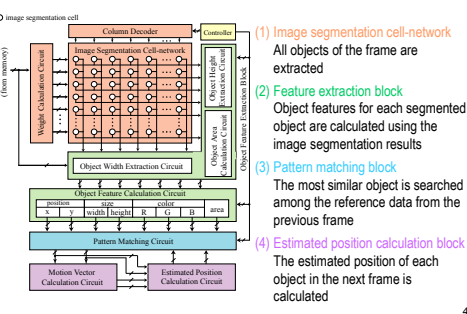 image segmentation cell
Column Decoder
Controller
(from memory)
Weight Calculation Circuit
Image Segmentation Cell-network
Object Height
Extraction Circuit
Object Area
Calculation Circuit
Object Feature Extraction Block
Object Width Extraction Circuit
Object Feature Calculation Circuit
position size color area
x y width height R G B
Pattern Matching Circuit
Motion Vector
Calculation Circuit
Estimated Position
Calculation Circuit
(1) Image segmentation cell-network
All objects of the frame are
extracted
(2) Feature extraction block
Object features for each segmented
object are calculated using the
image segmentation results
(3) Pattern matching block
The most similar object is searched
among the reference data from the
previous frame
(4) Estimated position calculation block
The estimated position of each
object in the next frame is
calculated
4